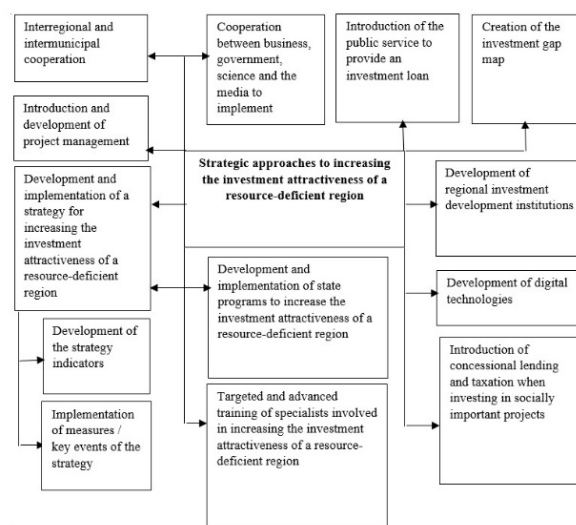 Interregional and
intermunicipal
cooperation
Cooperation
between business,
government,
science and the
media to
implement
Introduction of the
public service to
provide an
investment loan
Creation of the
investment gap
map
Introduction and
development of
project management
Strategic approaches to increasing
the investment attractiveness of a
resource-deficient region
Development and
implementation of a
strategy for
increasing the
investment
attractiveness of a
resource-deficient
region
Development of
regional investment
development institutions
Development and
implementation of state
programs to increase the
investment attractiveness of a
resource-deficient region
Development of digital
technologies
Development of
the strategy
indicators
Introduction of
concessional lending
and taxation when
investing in socially
important projects
Implementation
of measures /
key events of the
strategy
Targeted and advanced
training of specialists involved
in increasing the investment
attractiveness of a resource-
deficient region